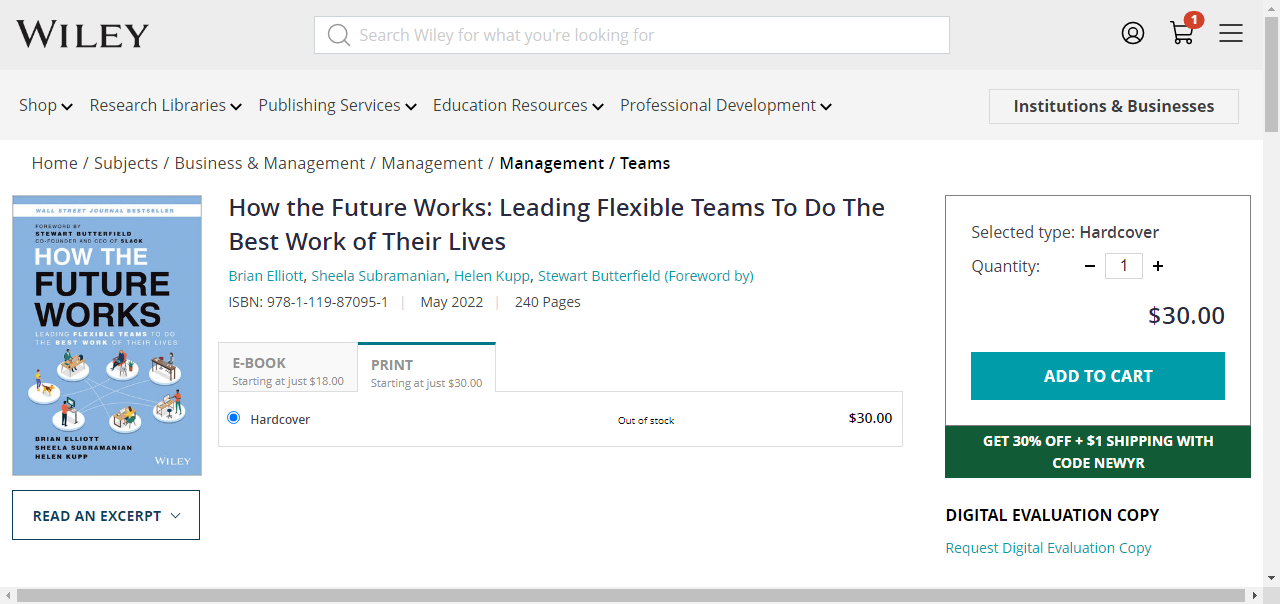 WILEY
Search Wiley for what you're looking for
1
Shop Research Libraries Publishing Services Education Resources Professional Development
Institutions & Businesses
Home / Subjects / Business & Management / Management / Management / Teams
WALL STREET JOURNAL BESTSELLER
FOREWORD BY
STEWART BUTTERFIELD
CO-FOUNDER AND CEO OF SLACK
HOW THE
FUTURE
WORKS
LEADING FLEXIBLE TEAMS TO DO
THE BEST WORK OF THEIR LIVES
BRIAN ELLIOTT
SHEELA SUBRAMANIAN
HELEN KUPP
WILEY
READ AN EXCERPT
How the Future Works: Leading Flexible Teams To Do The
Best Work of Their Lives
Brian Elliott, Sheela Subramanian, Helen Kupp, Stewart Butterfield (Foreword by)
ISBN: 978-1-119-87095-1 | May 2022 | 240 Pages
E-BOOK
Starting at just $18.00
PRINT
Starting at just $30.00
Hardcover Out of stock $30.00
Selected type: Hardcover
Quantity: − 1 +
$30.00
ADD TO CART
GET 30% OFF + $1 SHIPPING WITH
CODE NEWYR
DIGITAL EVALUATION COPY
Request Digital Evaluation Copy